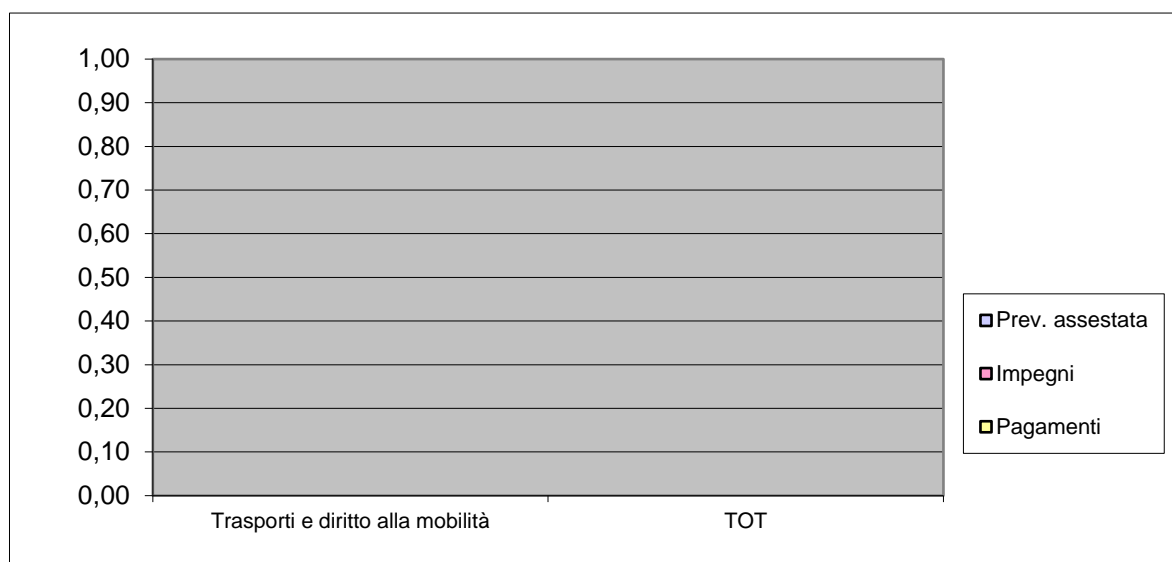 1,00
0,90
0,80
0,70
0,60
0,50
0,40
0,30
0,20
0,10
0,00
Trasporti e diritto alla mobilità
TOT
Prev. assestata
Impegni
Pagamenti